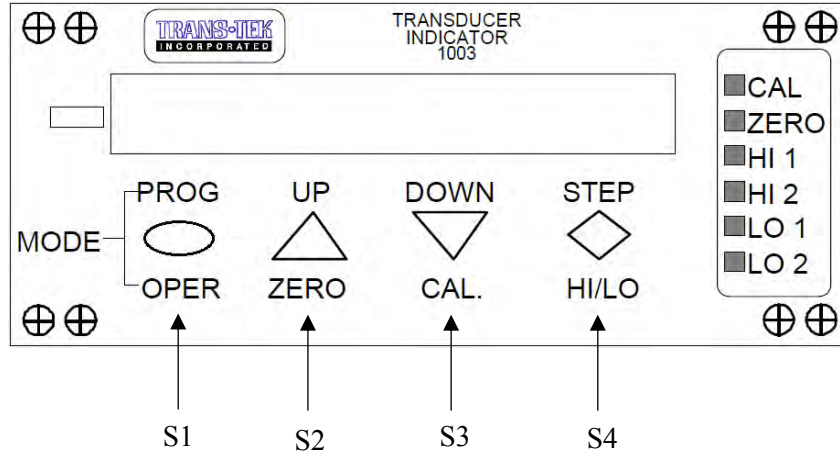 TRANS•TEK
INCORPORATED
TRANSDUCER
INDICATOR
1003
CAL
ZERO
HI 1
HI 2
LO 1
LO 2
PROG UP DOWN STEP
MODE
OPER ZERO CAL. HI/LO
S1 S2 S3 S4